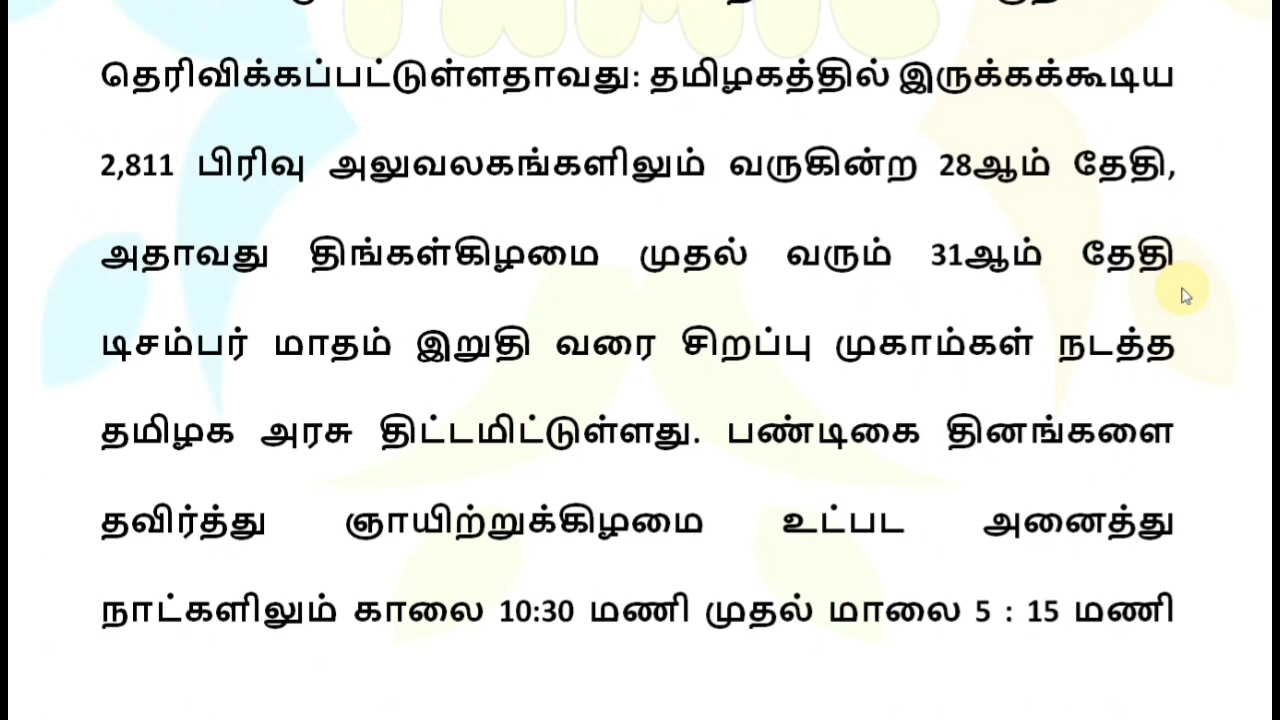 தெரிவிக்கப்பட்டுள்ளதாவது: தமிழகத்தில் இருக்கக்கூடிய
2,811 பிரிவு அலுவலகங்களிலும் வருகின்ற 28ஆம் தேதி,
அதாவது திங்கள்கிழமை முதல் வரும் 31ஆம் தேதி
டிசம்பர் மாதம் இறுதி வரை சிறப்பு முகாம்கள் நடத்த
தமிழக அரசு திட்டமிட்டுள்ளது. பண்டிகை தினங்களை
தவிர்த்து ஞாயிற்றுக்கிழமை உட்பட அனைத்து
நாட்களிலும் காலை 10:30 மணி முதல் மாலை 5 : 15 மணி